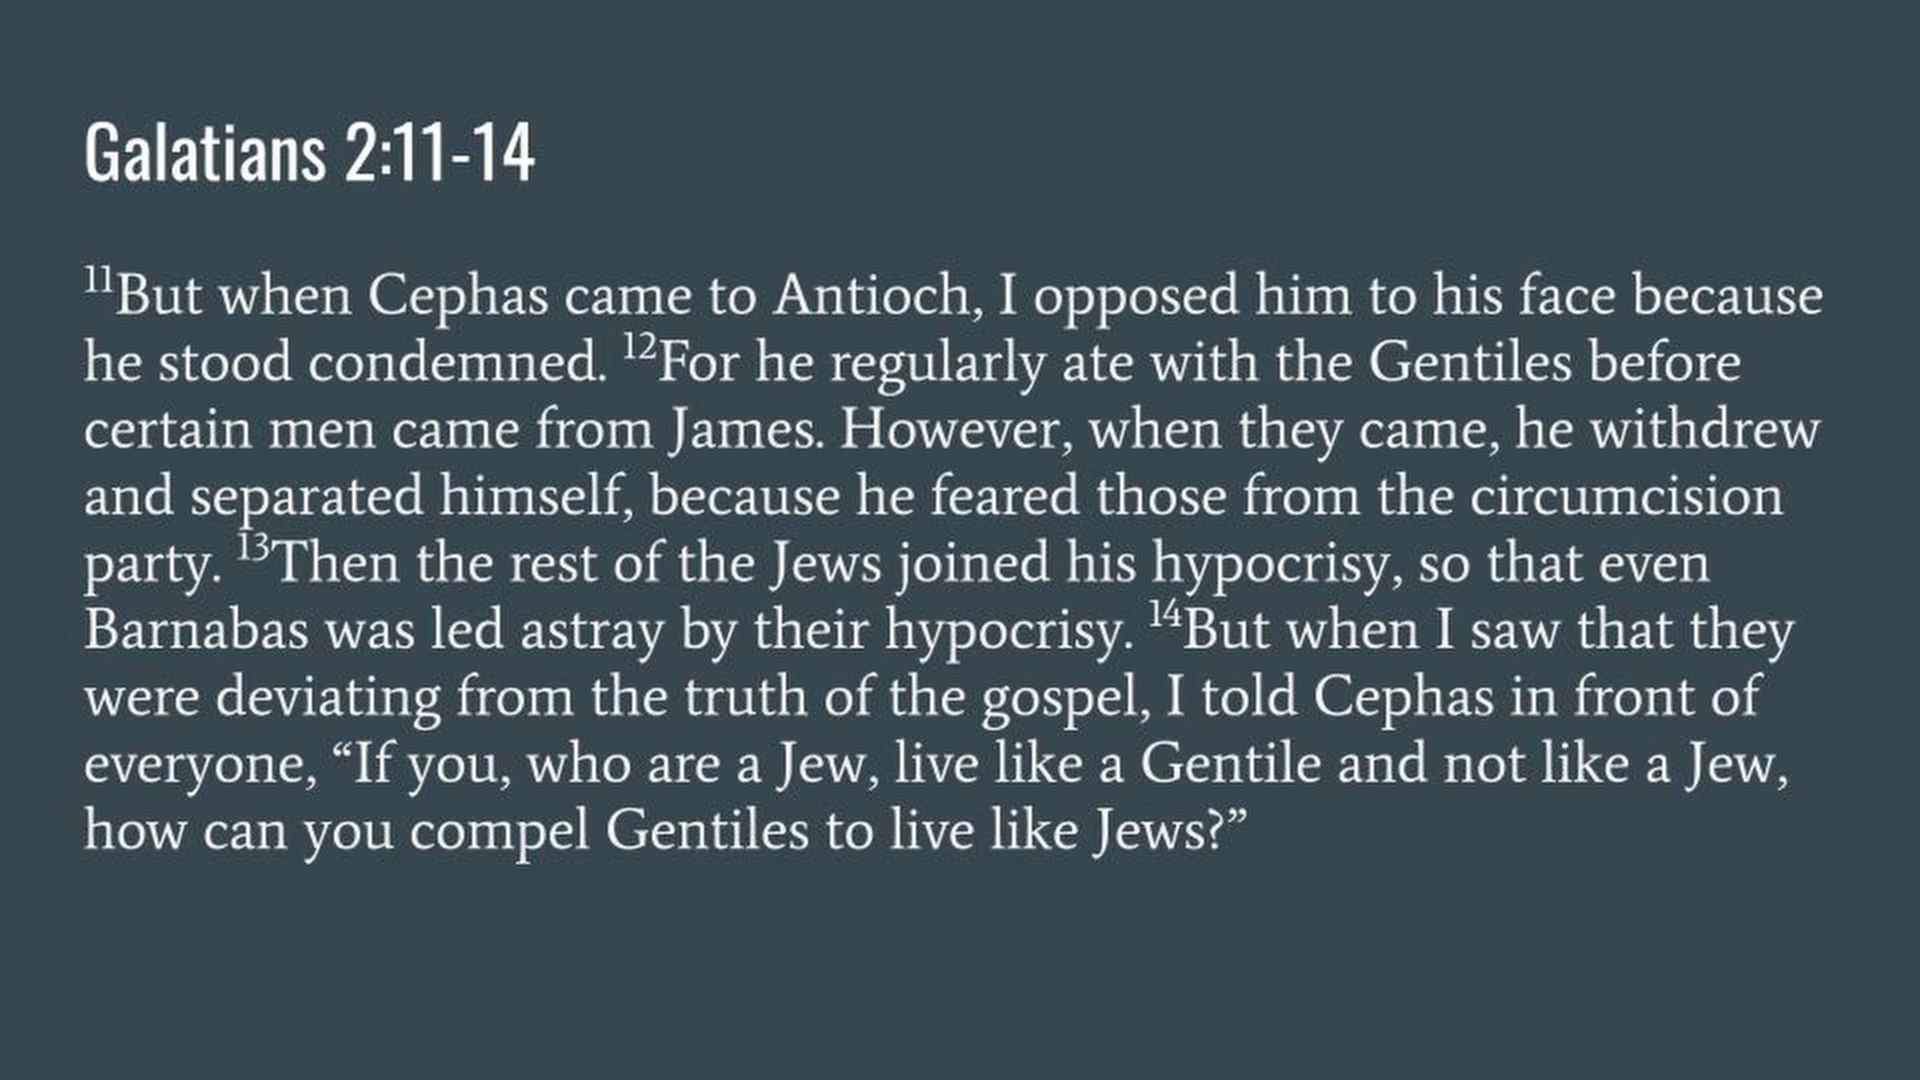 Galatians 2:11-14
¹¹But when Cephas came to Antioch, I opposed him to his face because
he stood condemned. ¹²For he regularly ate with the Gentiles before
certain men came from James. However, when they came, he withdrew
and separated himself, because he feared those from the circumcision
party. ¹³Then the rest of the Jews joined his hypocrisy, so that even
Barnabas was led astray by their hypocrisy. ¹⁴But when I saw that they
were deviating from the truth of the gospel, I told Cephas in front of
everyone, “If you, who are a Jew, live like a Gentile and not like a Jew,
how can you compel Gentiles to live like Jews?”